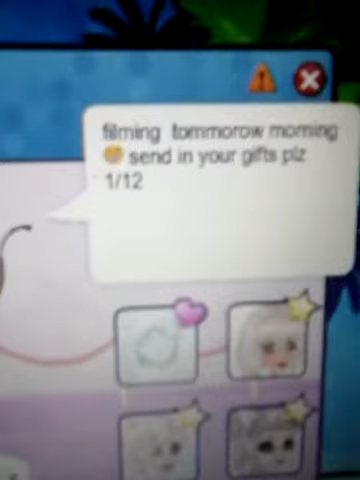 filming tommorow morning
😊 send in your gifts plz
1/12